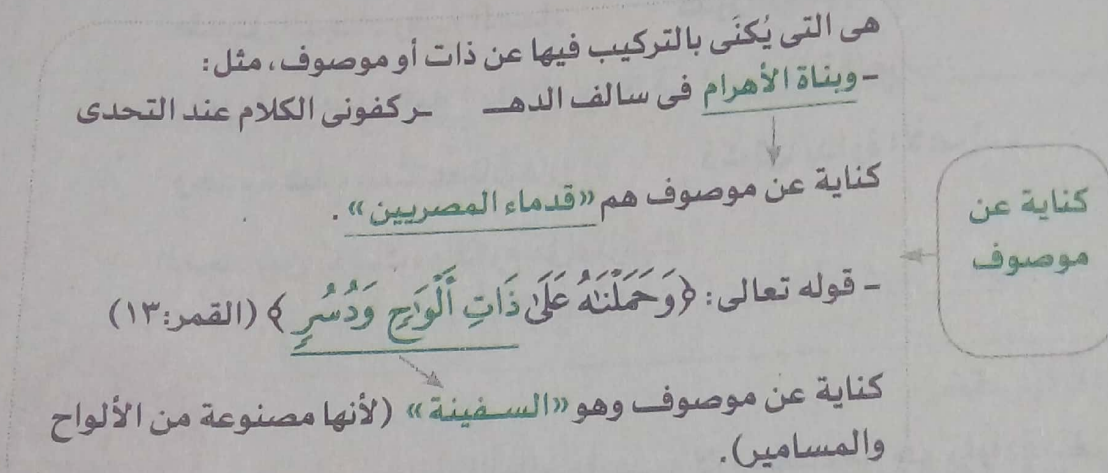 هى التى يُكنَى بالتركيب فيها عن ذات أو موصوف، مثل:
- وبناة الأهرام فى سالف الدهـ ـر كفونى الكلام عند التحدى
كناية عن موصوف هم «قدماء المصريين».
كناية عن
موصوف
- قوله تعالى: ﴿وَحَمَلْنَٰهُ عَلَىٰ ذَاتِ أَلْوَٰحٍ وَدُسُرٍ﴾ (القمر:١٣)
كناية عن موصوف وهو «السفينة» (لأنها مصنوعة من الألواح
والمسامير).